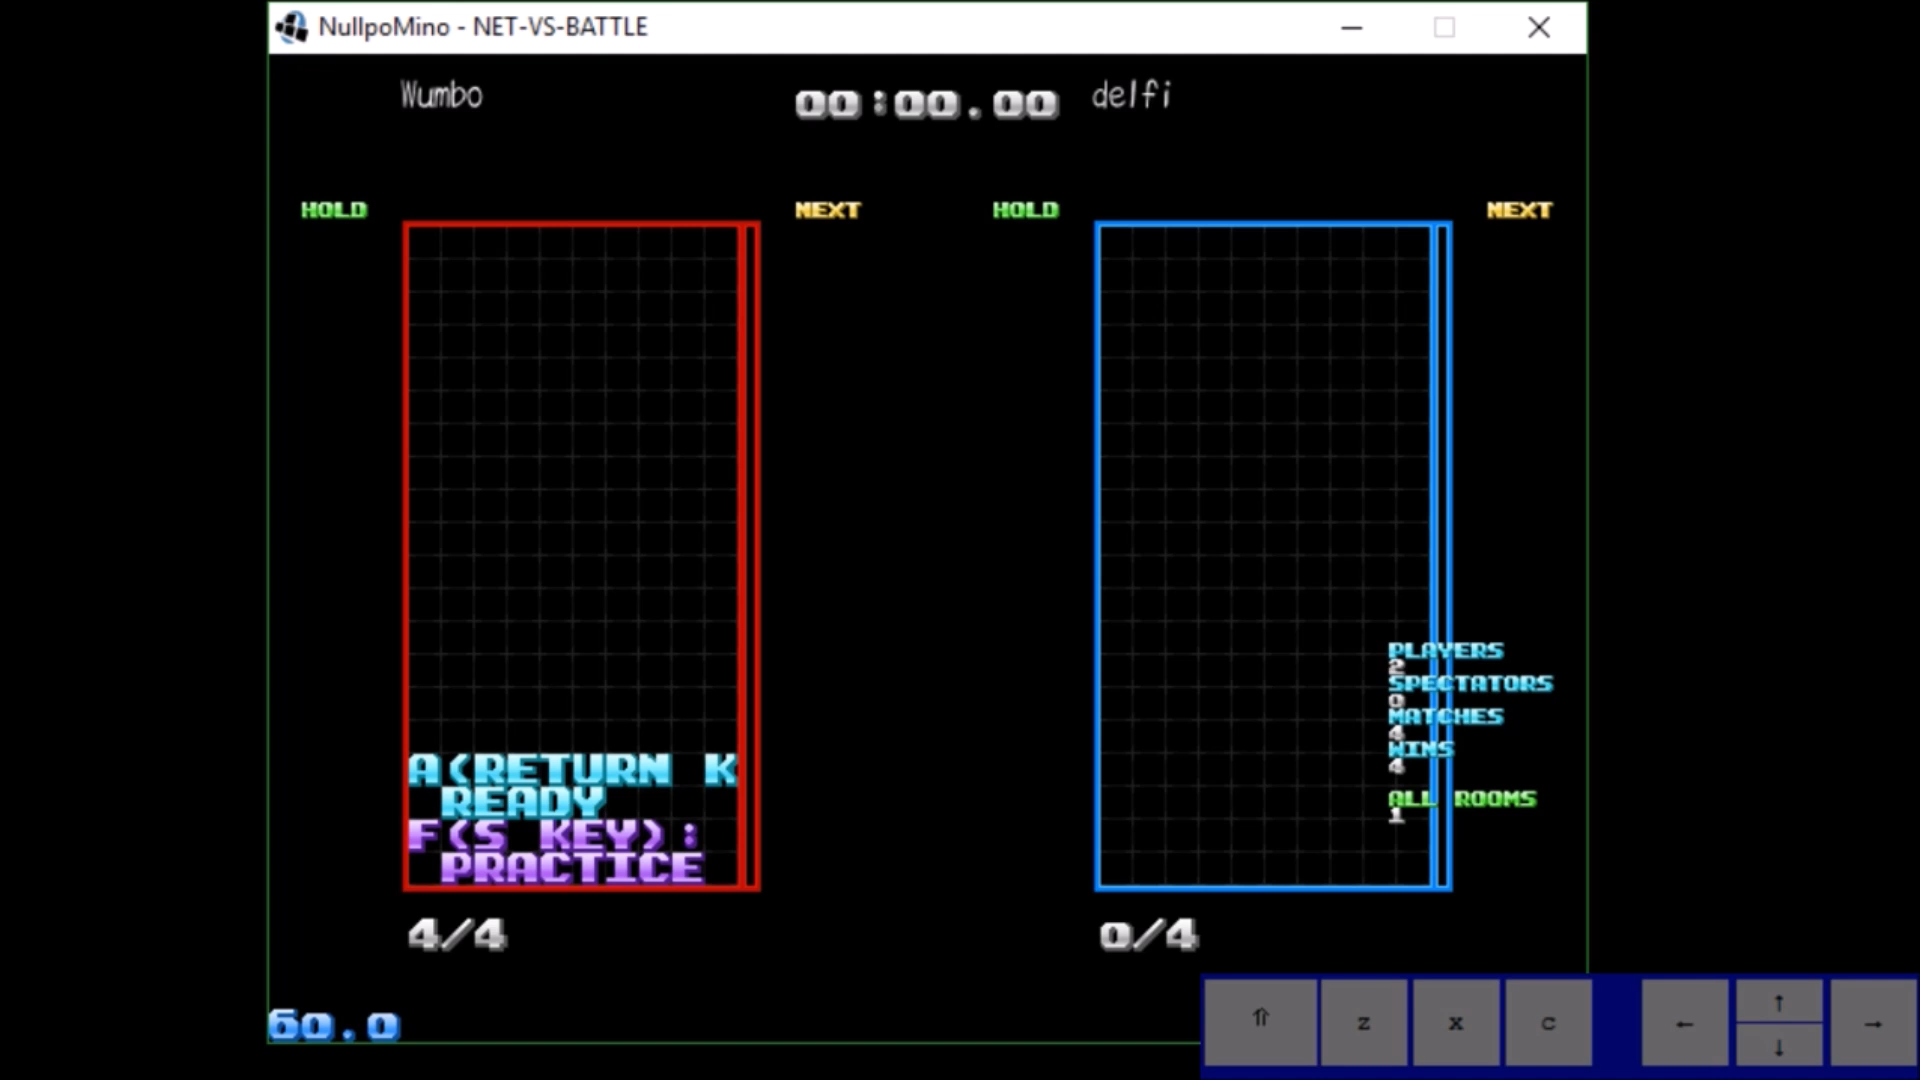 NullpoMino - NET-VS-BATTLE
Wumbo
00:00.00
delfi
HOLD
NEXT
HOLD
NEXT
PLAYERS
2
SPECTATORS
0
MATCHES
4
WINS
4
ALL ROOMS
1
A(RETURN K
READY
F(S KEY):
PRACTICE
4/4
0/4
60.0
⇑
z
x
c
←
↑
↓
→